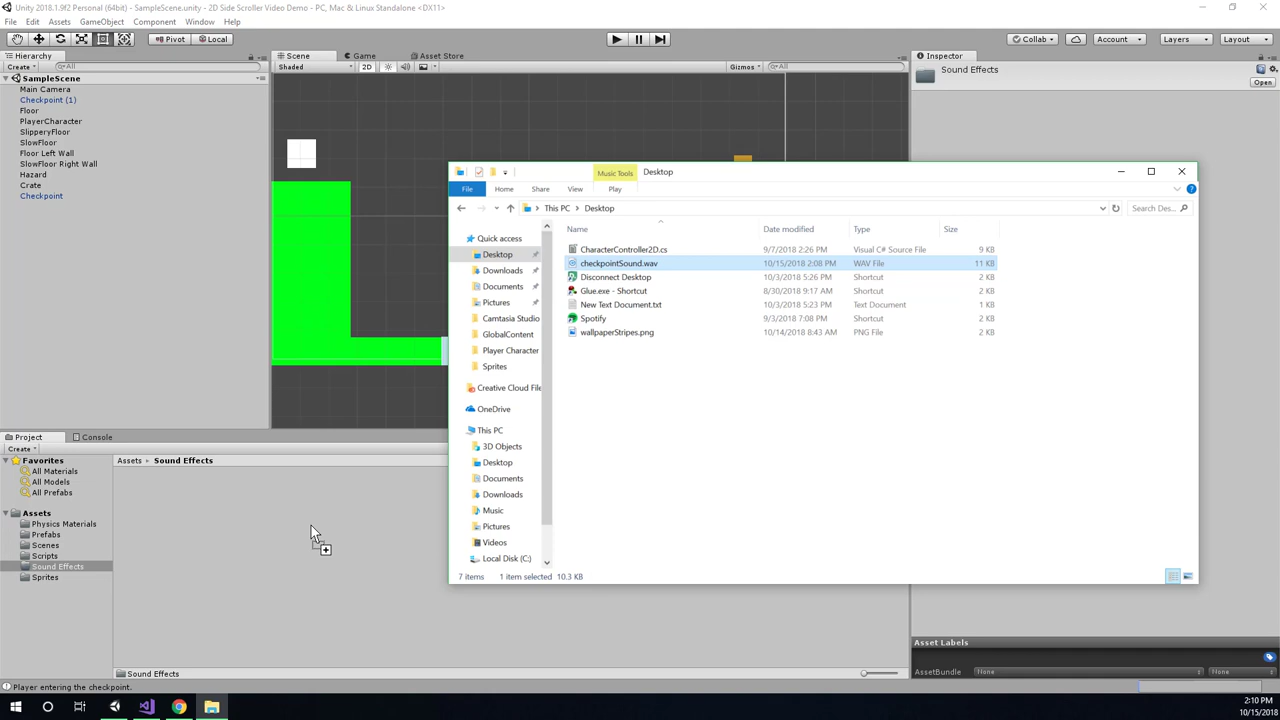 Unity 2018.1.9f2 Personal (64bit) - SampleScene.unity - 2D Side Scroller Video Demo - PC, Mac & Linux Standalone <DX11>
File Edit Assets GameObject Component Window Help
Pivot Local Collab Account Layers Layout
Hierarchy Scene Game Asset Store Inspector
Create All Shaded 2D Gizmos All
Sound Effects
Open
SampleScene
Main Camera
Checkpoint (1)
Floor
PlayerCharacter
SlipperyFloor
SlowFloor
Floor Left Wall
SlowFloor Right Wall
Hazard
Crate
Checkpoint
Music Tools Desktop
File Home Share View Play
This PC Desktop Search Des...
Name Date modified Type Size
Quick access
Desktop
Downloads
Documents
Pictures
Camtasia Studio
GlobalContent
Player Character
Sprites
Creative Cloud File
OneDrive
This PC
3D Objects
Desktop
Documents
Downloads
Music
Pictures
Videos
Local Disk (C:)
CharacterController2D.cs 9/7/2018 2:26 PM Visual C# Source File 9 KB
checkpointSound.wav 10/15/2018 2:08 PM WAV File 11 KB
Disconnect Desktop 10/3/2018 5:26 PM Shortcut 2 KB
Glue.exe - Shortcut 8/30/2018 9:17 AM Shortcut 2 KB
New Text Document.txt 10/3/2018 5:23 PM Text Document 1 KB
Spotify 9/3/2018 7:08 PM Shortcut 2 KB
wallpaperStripes.png 10/14/2018 8:43 AM PNG File 2 KB
7 items 1 item selected 10.3 KB
Project Console
Create
Favorites
All Materials
All Models
All Prefabs
Assets
Physics Materials
Prefabs
Scenes
Scripts
Sound Effects
Sprites
Assets Sound Effects
Sound Effects
Asset Labels
AssetBundle None None
Player entering the checkpoint.
2:10 PM
10/15/2018